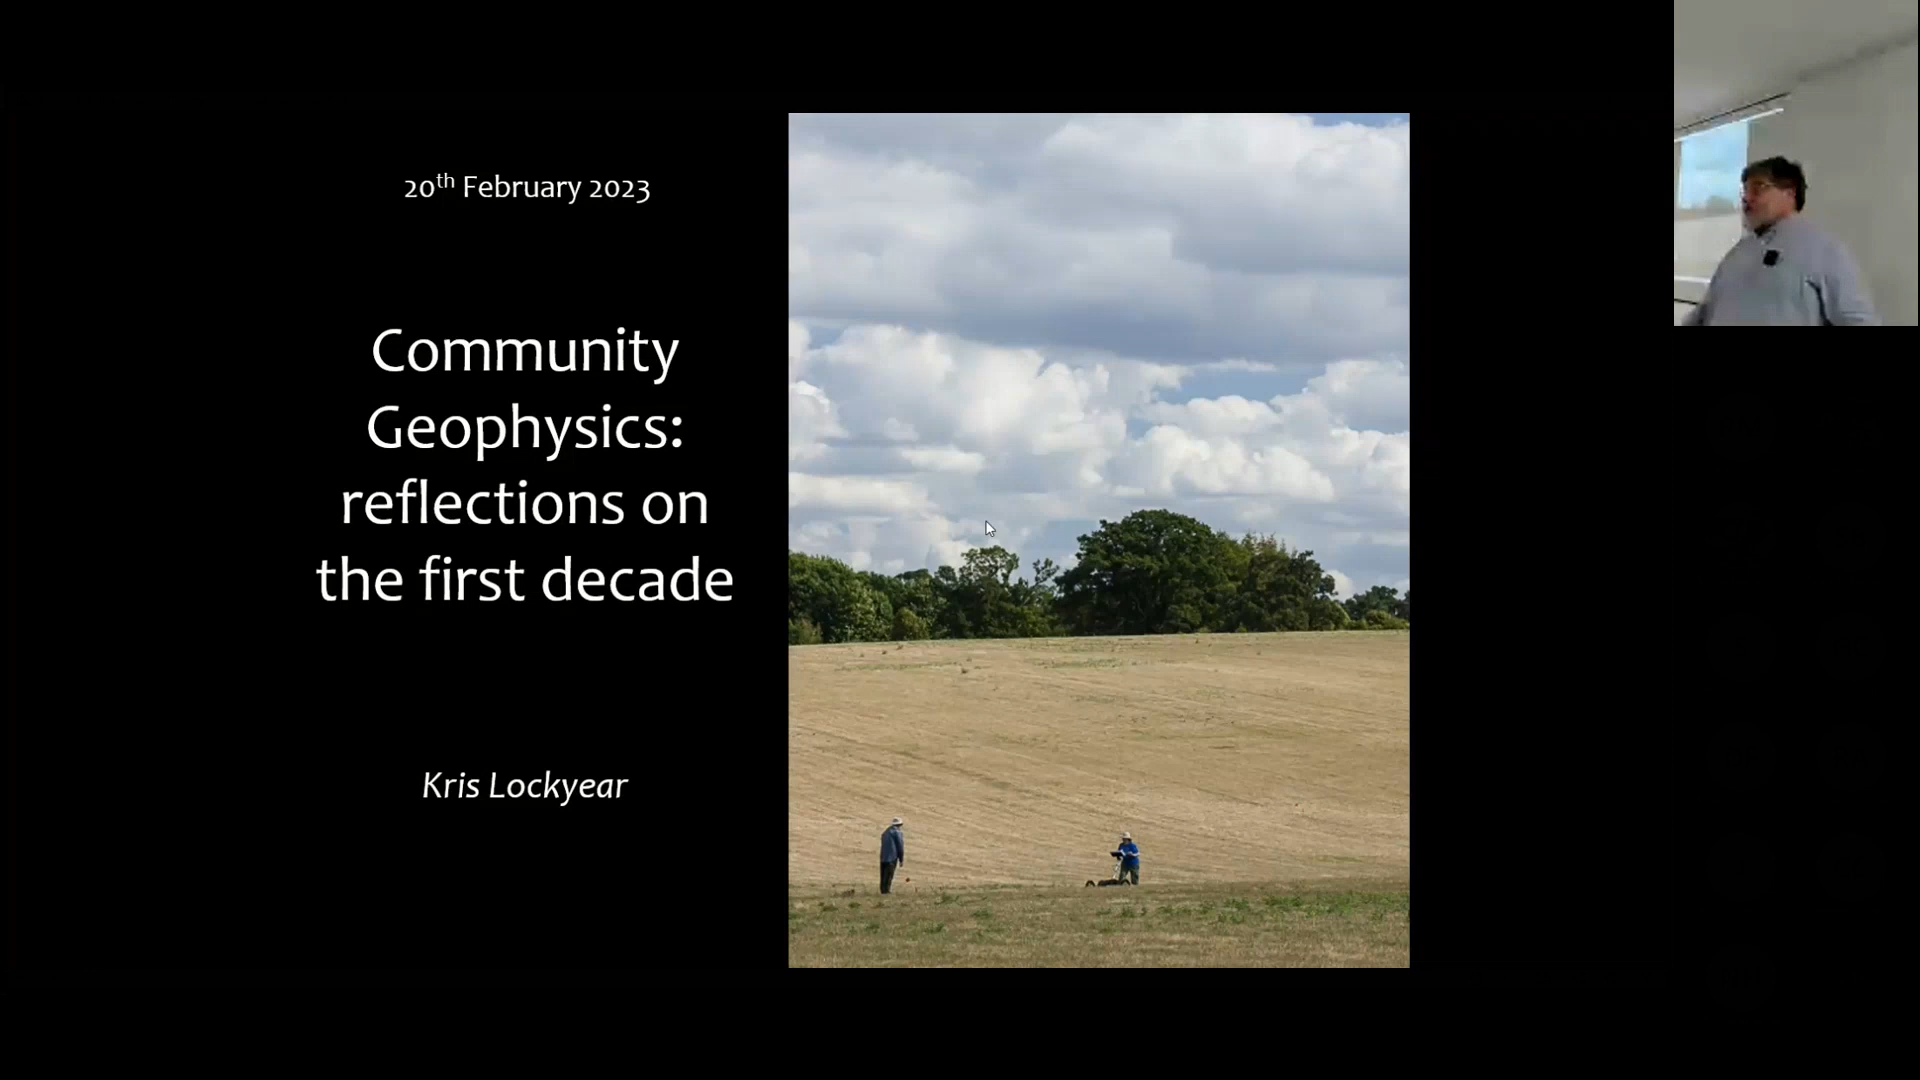 20th February 2023
Community
Geophysics:
reflections on
the first decade
Kris Lockyear